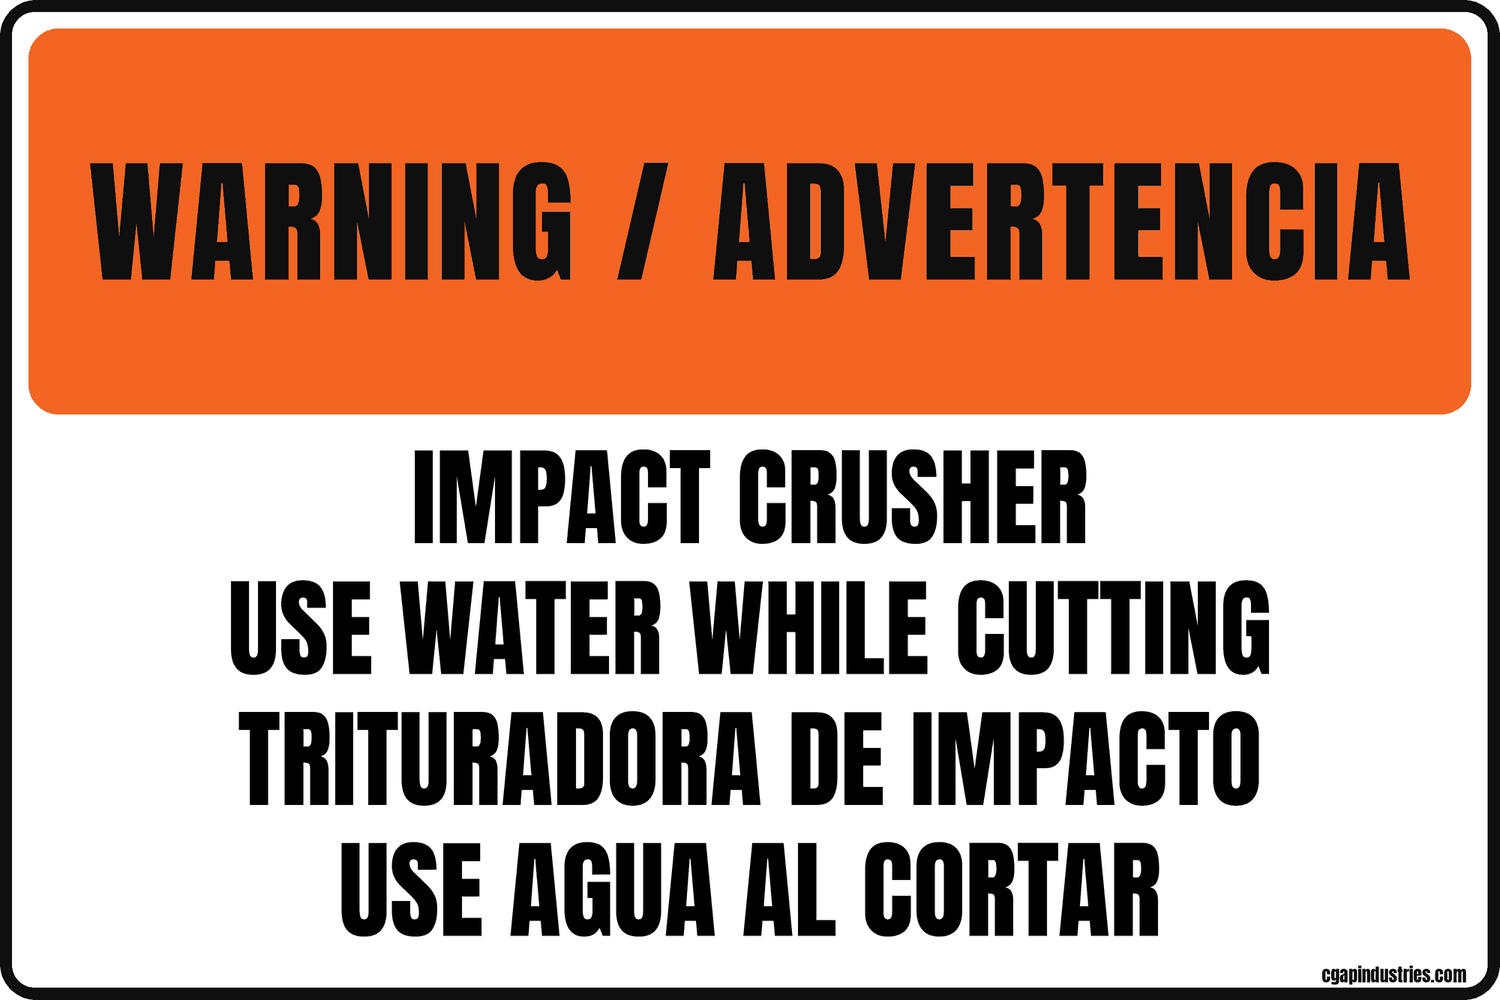 WARNING / ADVERTENCIA
IMPACT CRUSHER
USE WATER WHILE CUTTING
TRITURADORA DE IMPACTO
USE AGUA AL CORTAR
cgapindustries.com